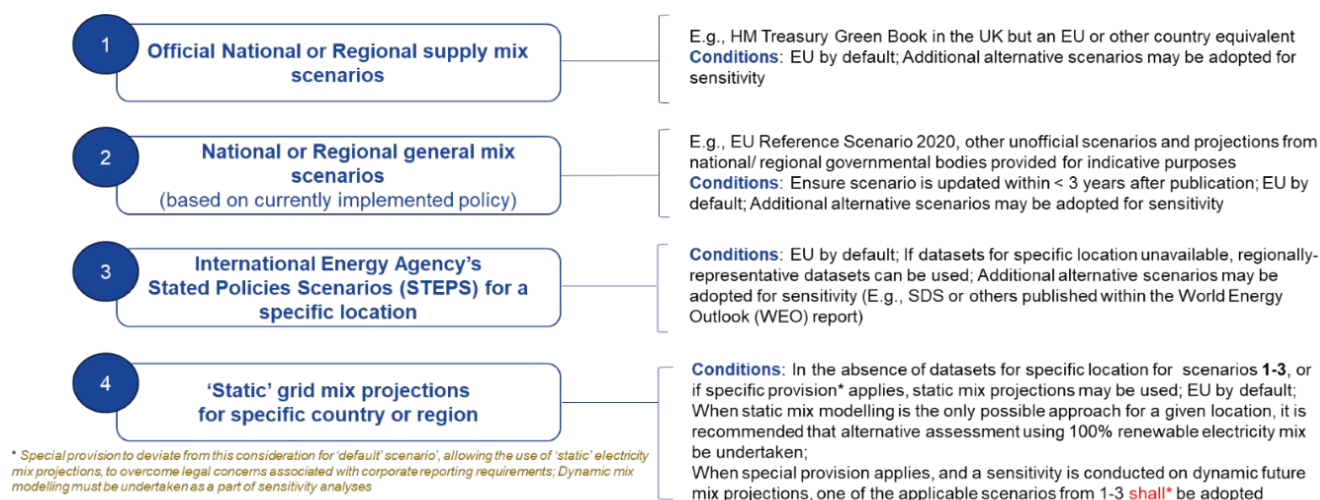 1
Official National or Regional supply mix
scenarios
E.g., HM Treasury Green Book in the UK but an EU or other country equivalent
Conditions: EU by default; Additional alternative scenarios may be adopted for
sensitivity
2
National or Regional general mix
scenarios
(based on currently implemented policy)
E.g., EU Reference Scenario 2020, other unofficial scenarios and projections from
national/ regional governmental bodies provided for indicative purposes
Conditions: Ensure scenario is updated within < 3 years after publication; EU by
default; Additional alternative scenarios may be adopted for sensitivity
3
International Energy Agency's
Stated Policies Scenarios (STEPS) for a
specific location
Conditions: EU by default; If datasets for specific location unavailable, regionally-
representative datasets can be used; Additional alternative scenarios may be
adopted for sensitivity (E.g., SDS or others published within the World Energy
Outlook (WEO) report)
4
'Static' grid mix projections
for specific country or region
Conditions: In the absence of datasets for specific location for scenarios 1-3, or
if specific provision* applies, static mix projections may be used; EU by default;
When static mix modelling is the only possible approach for a given location, it is
recommended that alternative assessment using 100% renewable electricity mix
be undertaken;
When special provision applies, and a sensitivity is conducted on dynamic future
mix projections, one of the applicable scenarios from 1-3 shall* be adopted
* Special provision to deviate from this consideration for 'default' scenario', allowing the use of 'static' electricity
mix projections, to overcome legal concerns associated with corporate reporting requirements; Dynamic mix
modelling must be undertaken as a part of sensitivity analyses